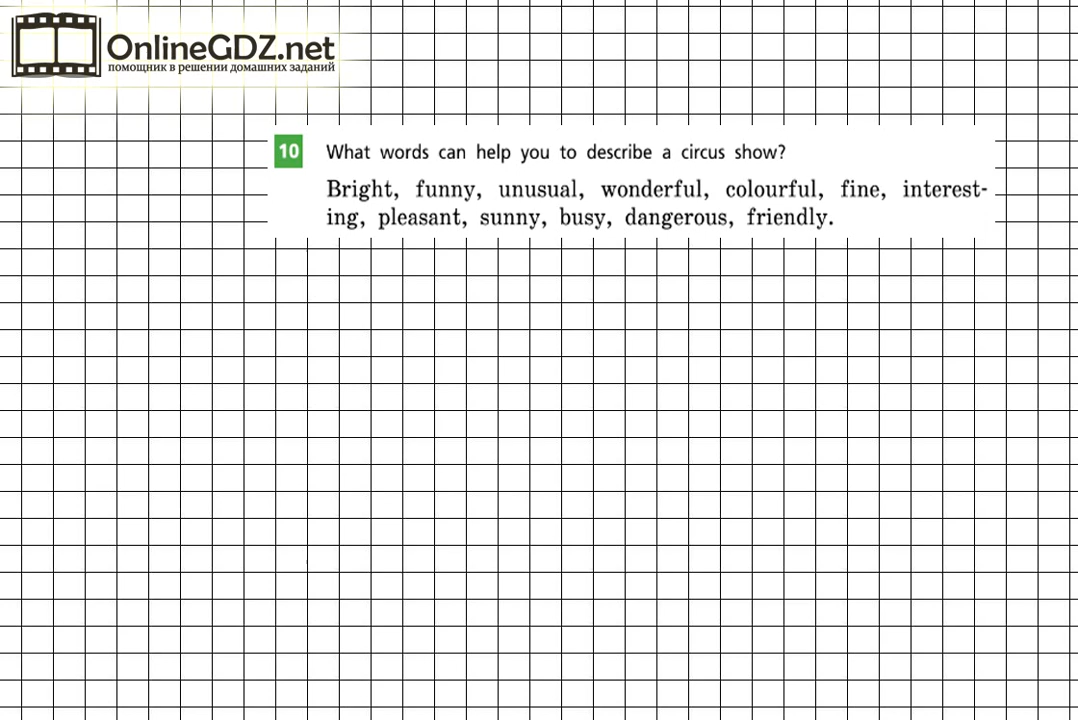 OnlineGDZ.net
помощник в решении домашних заданий
10 What words can help you to describe a circus show?
Bright, funny, unusual, wonderful, colourful, fine, interest-
ing, pleasant, sunny, busy, dangerous, friendly.